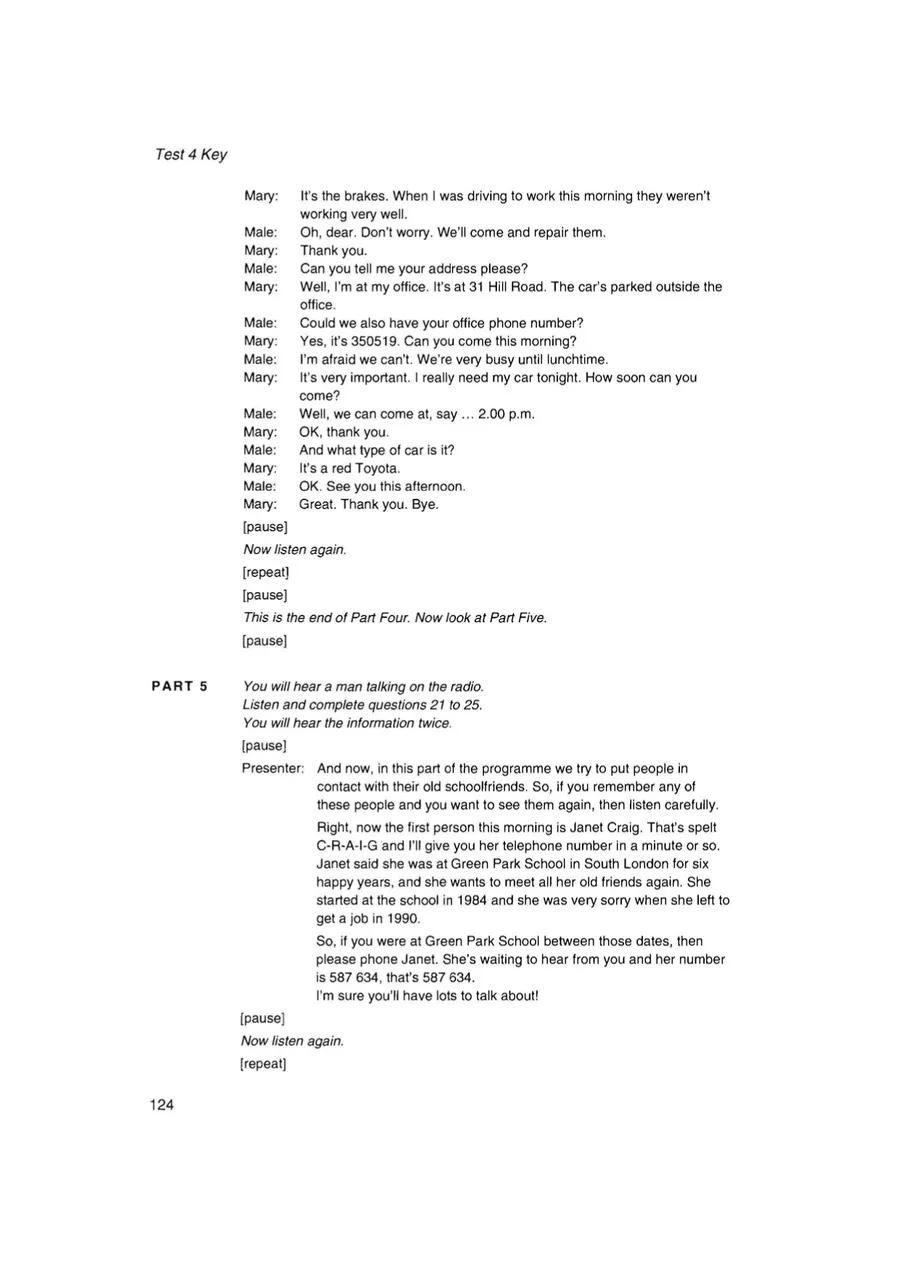 Test 4 Key
Mary: It's the brakes. When I was driving to work this morning they weren't
working very well.
Male: Oh, dear. Don't worry. We'll come and repair them.
Mary: Thank you.
Male: Can you tell me your address please?
Mary: Well, I'm at my office. It's at 31 Hill Road. The car's parked outside the
office.
Male: Could we also have your office phone number?
Mary: Yes, it's 350519. Can you come this morning?
Male: I'm afraid we can't. We're very busy until lunchtime.
Mary: It's very important. I really need my car tonight. How soon can you
come?
Male: Well, we can come at, say … 2.00 p.m.
Mary: OK, thank you.
Male: And what type of car is it?
Mary: It's a red Toyota.
Male: OK. See you this afternoon.
Mary: Great. Thank you. Bye.
[pause]
Now listen again.
[repeat]
[pause]
This is the end of Part Four. Now look at Part Five.
[pause]
PART 5 You will hear a man talking on the radio.
Listen and complete questions 21 to 25.
You will hear the information twice.
[pause]
Presenter: And now, in this part of the programme we try to put people in
contact with their old schoolfriends. So, if you remember any of
these people and you want to see them again, then listen carefully.
Right, now the first person this morning is Janet Craig. That's spelt
C-R-A-I-G and I'll give you her telephone number in a minute or so.
Janet said she was at Green Park School in South London for six
happy years, and she wants to meet all her old friends again. She
started at the school in 1984 and she was very sorry when she left to
get a job in 1990.
So, if you were at Green Park School between those dates, then
please phone Janet. She's waiting to hear from you and her number
is 587 634, that's 587 634.
I'm sure you'll have lots to talk about!
[pause]
Now listen again.
[repeat]
124